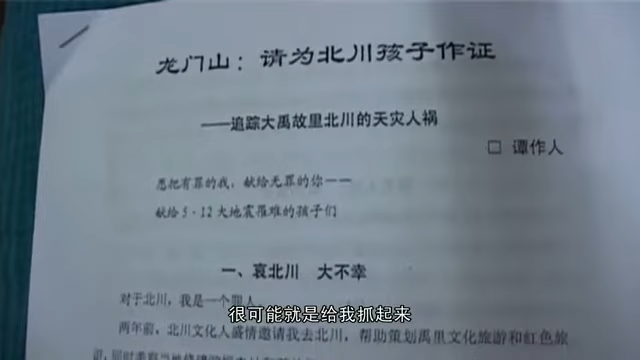 龙门山：请为北川孩子作证
——追踪大禹故里北川的天灾人祸
□ 谭作人
愿把有罪的我，献给无罪的你——
献给5·12大地震罹难的孩子们
一、哀北川 大不幸
对于北川，我是一个罪人。
很可能就是给我抓起来
两年前，北川文化人盛情邀请我去北川，帮助策划禹里文化旅游和红色旅